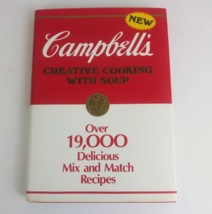 NEW
Campbell's
CREATIVE COOKING
WITH SOUP
Over
19,000
Delicious
Mix and Match
Recipes